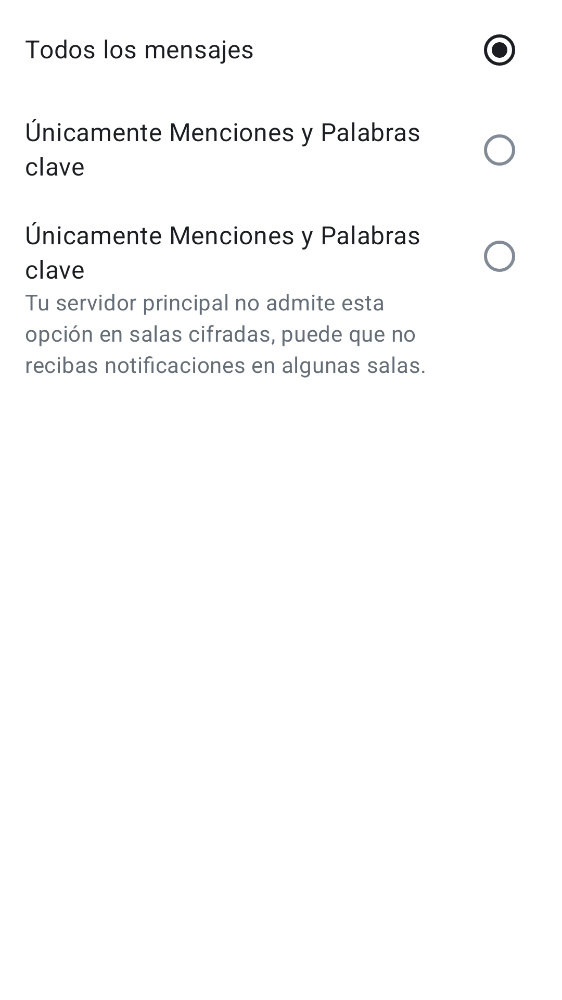 Todos los mensajes
Únicamente Menciones y Palabras
clave
Únicamente Menciones y Palabras
clave
Tu servidor principal no admite esta
opción en salas cifradas, puede que no
recibas notificaciones en algunas salas.